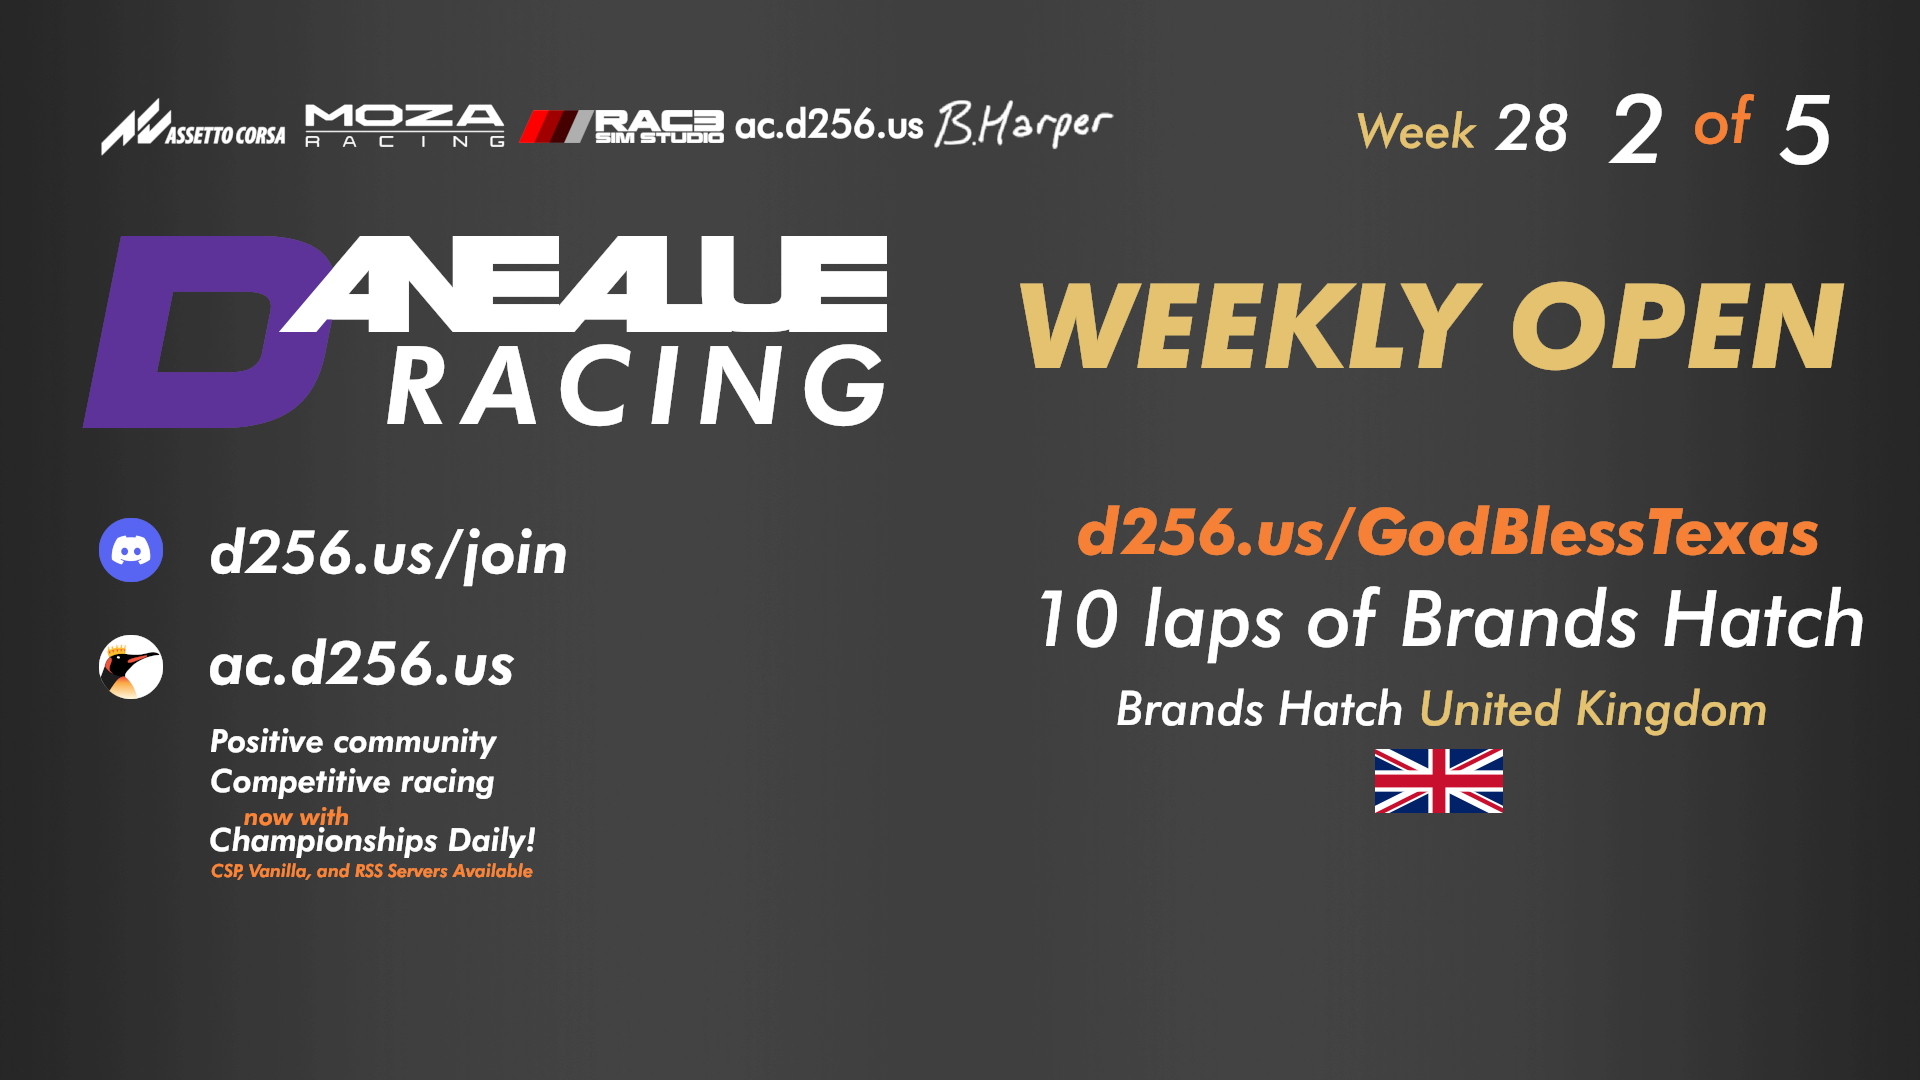 ASSETTO CORSA MOZA RACING RAC3 SIM STUDIO ac.d256.us B.Harper
Week 28 2 of 5
DANEALUE
RACING
WEEKLY OPEN
d256.us/join
ac.d256.us
Positive community
Competitive racing
now with
Championships Daily!
CSP, Vanilla, and RSS Servers Available
d256.us/GodBlessTexas
10 laps of Brands Hatch
Brands Hatch United Kingdom